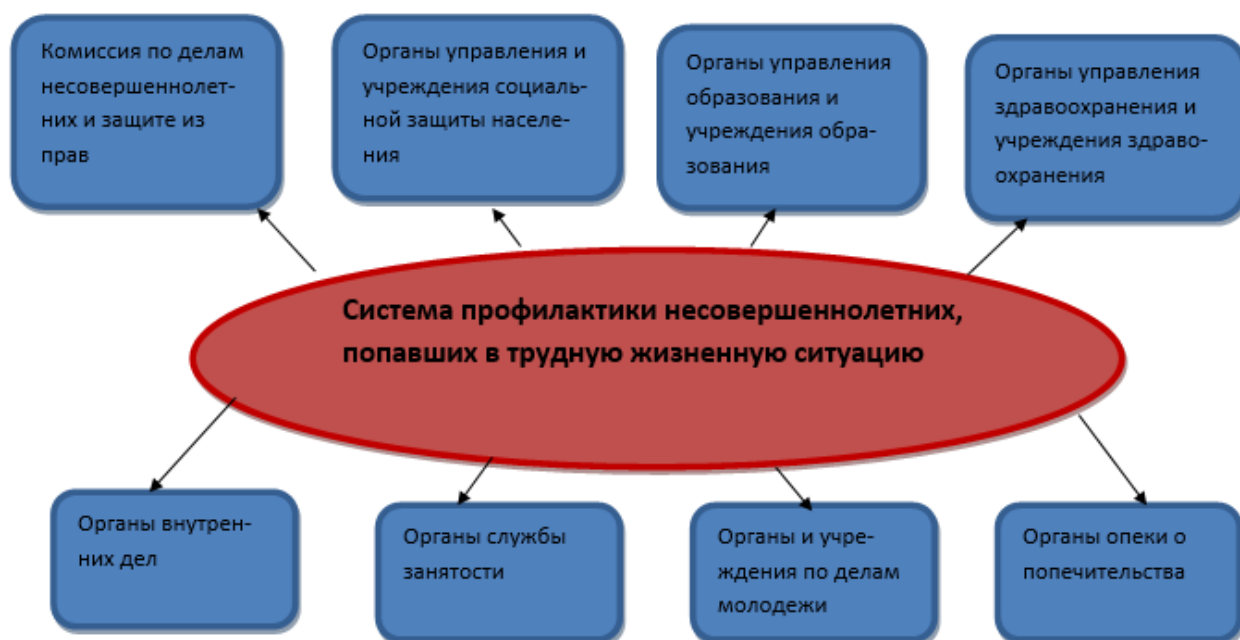 Комиссия по делам
несовершеннолет-
них и защите из
прав
Органы управления и
учреждения социаль-
ной защиты населе-
ния
Органы управления
образования и
учреждения обра-
зования
Органы управления
здравоохранения и
учреждения здраво-
охранения
Система профилактики несовершеннолетних,
попавших в трудную жизненную ситуацию
Органы внутрен-
них дел
Органы службы
занятости
Органы и учре-
ждения по делам
молодежи
Органы опеки о
попечительства